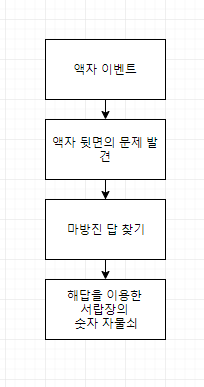 액자 이벤트
액자 뒷면의 문제 발
견
마방진 답 찾기
해답을 이용한
서랍장의
숫자 자물쇠